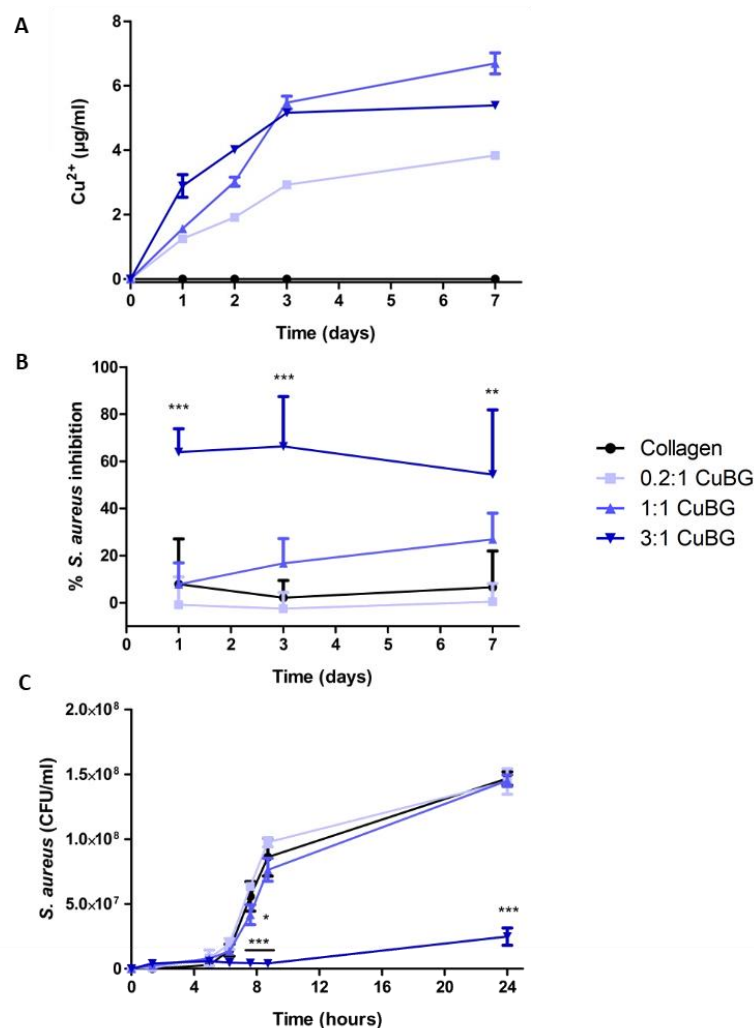 A
8
6
4
2
0
Cu²⁺ (µg/ml)
0 1 2 3 4 5 6 7
Time (days)
B
100
80
60
40
20
0
% S. aureus inhibition
*** *** **
0 1 2 3 4 5 6 7
Time (days)
Collagen
0.2:1 CuBG
1:1 CuBG
3:1 CuBG
C
2.0×10⁸
1.5×10⁸
1.0×10⁸
5.0×10⁷
0
S. aureus (CFU/ml)
*
***
***
0 4 8 12 16 20 24
Time (hours)